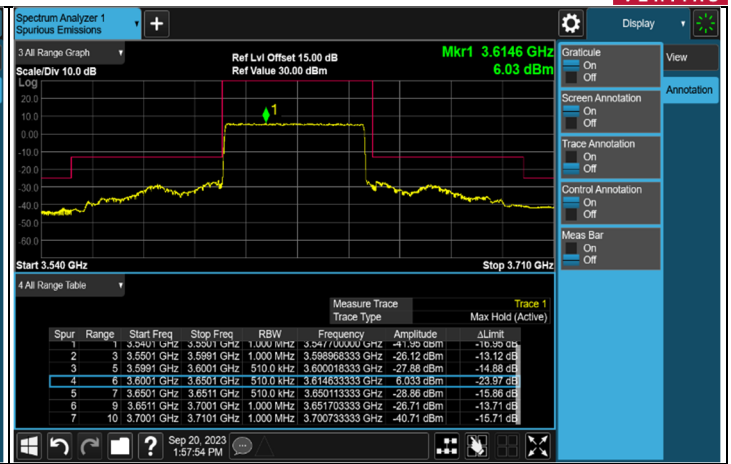 Spectrum Analyzer 1
Spurious Emissions
Display
3 All Range Graph
Scale/Div 10.0 dB
Log
Ref Lvl Offset 15.00 dB
Ref Value 30.00 dBm
Mkr1 3.6146 GHz
6.03 dBm
20.0
10.0
0.00
-10.0
-20.0
-30.0
-40.0
-50.0
-60.0
1
Start 3.540 GHz
Stop 3.710 GHz
Graticule
On
Off
Screen Annotation
On
Off
Trace Annotation
On
Off
Control Annotation
On
Off
Meas Bar
On
Off
View
Annotation
4 All Range Table
Measure Trace Trace 1
Trace Type Max Hold (Active)
Spur Range Start Freq Stop Freq RBW Frequency Amplitude ΔLimit
1 1 3.5401 GHz 3.5501 GHz 1.000 MHz 3.547700000 GHz -41.95 dBm -16.95 dB
2 3 3.5501 GHz 3.5991 GHz 1.000 MHz 3.598968333 GHz -26.12 dBm -13.12 dB
3 5 3.5991 GHz 3.6001 GHz 510.0 kHz 3.600018333 GHz -27.88 dBm -14.88 dB
4 6 3.6001 GHz 3.6501 GHz 510.0 kHz 3.614633333 GHz 6.033 dBm -23.97 dB
5 7 3.6501 GHz 3.6511 GHz 510.0 kHz 3.650113333 GHz -28.86 dBm -15.86 dB
6 9 3.6511 GHz 3.7001 GHz 1.000 MHz 3.651703333 GHz -26.71 dBm -13.71 dB
7 10 3.7001 GHz 3.7101 GHz 1.000 MHz 3.700733333 GHz -40.71 dBm -15.71 dB
Sep 20, 2023
1:57:54 PM